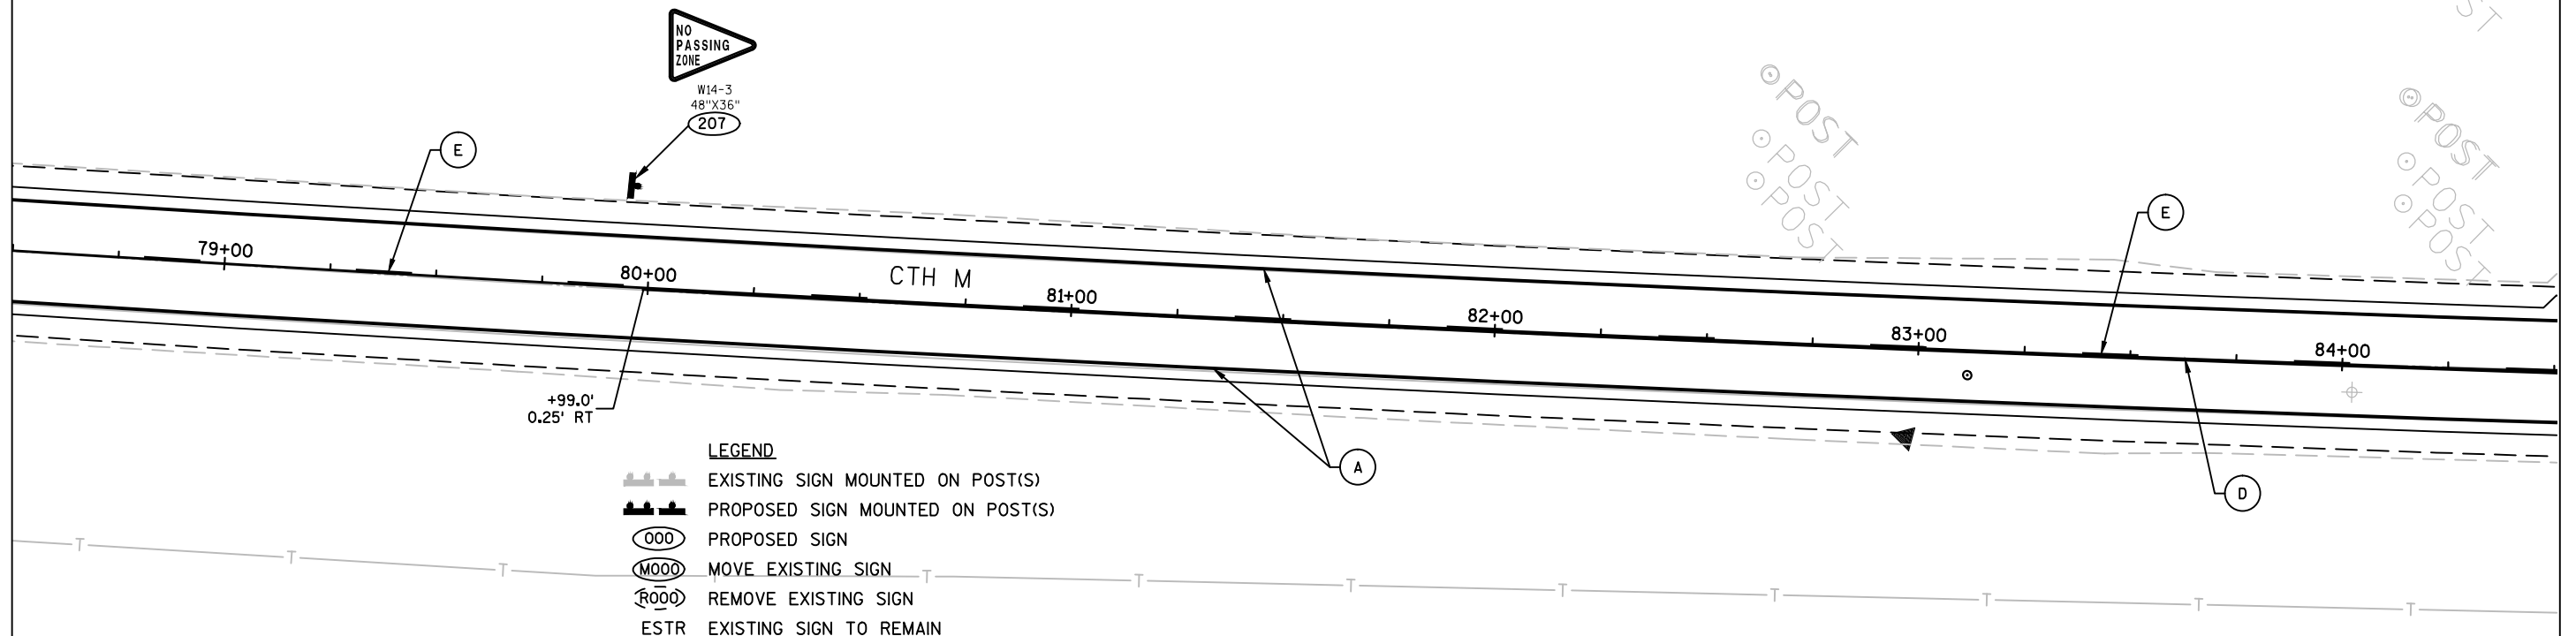 NO
PASSING
ZONE
W14-3
48"X36"
207
E
POST
POST
POST
POST
POST
POST
E
79+00
80+00
CTH M
81+00
82+00
83+00
84+00
+99.0'
0.25' RT
A
D
LEGEND
EXISTING SIGN MOUNTED ON POST(S)
PROPOSED SIGN MOUNTED ON POST(S)
000 PROPOSED SIGN
M000 MOVE EXISTING SIGN
R000 REMOVE EXISTING SIGN
ESTR EXISTING SIGN TO REMAIN
T T T T T T T T T T T